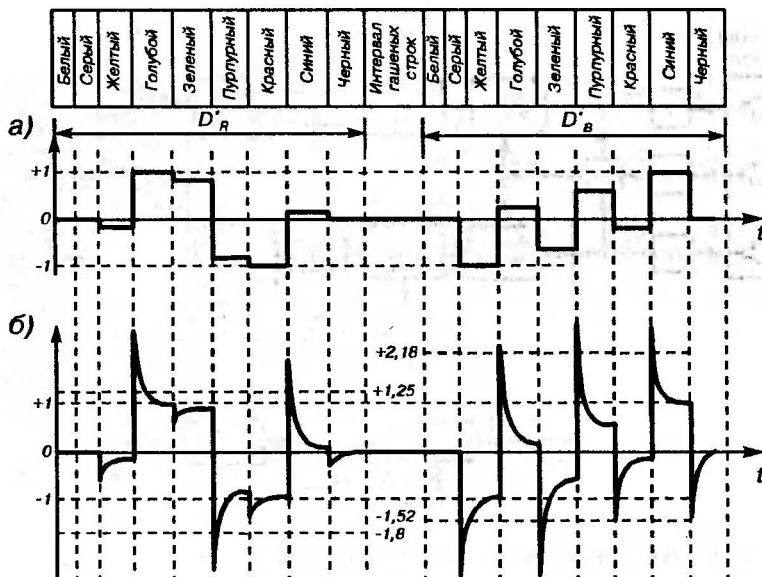 Белый
Серый
Желтый
Голубой
Зеленый
Пурпурный
Красный
Синий
Черный
Интервал
гашеных
строк
Белый
Серый
Желтый
Голубой
Зеленый
Пурпурный
Красный
Синий
Черный
а)
D'R
D'B
+1
0
-1
t
б)
+2,18
+1,25
+1
0
-1
-1,52
-1,8
t